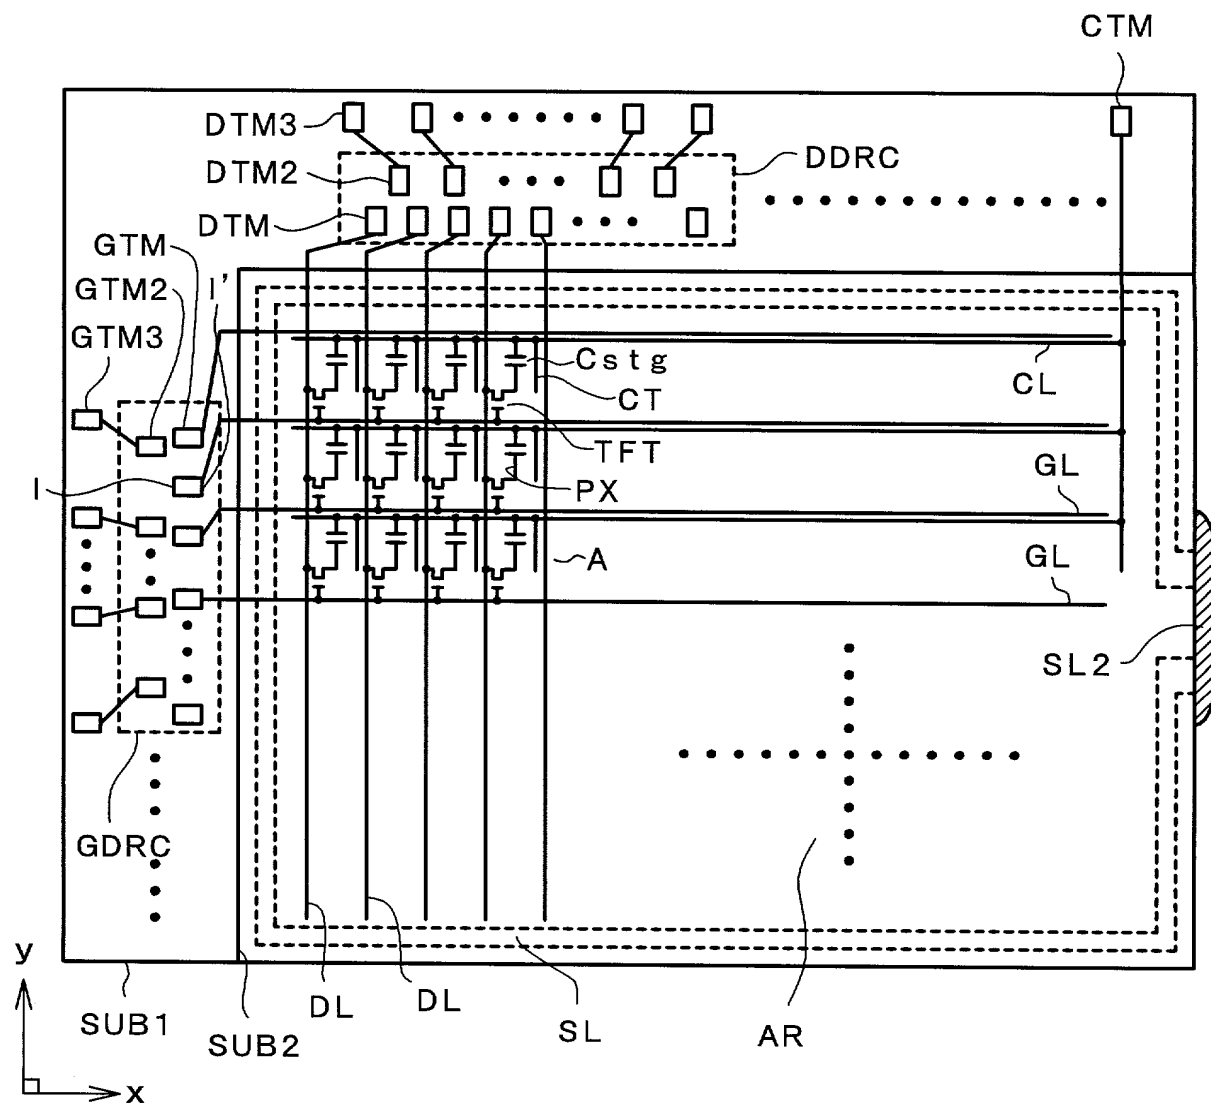 CTM
DTM3
DTM2
DDRC
DTM
GTM
GTM2
I'
GTM3
Cstg
CT
CL
TFT
PX
GL
I
A
GL
SL2
GDRC
y
DL
DL
SL
AR
SUB1
SUB2
x